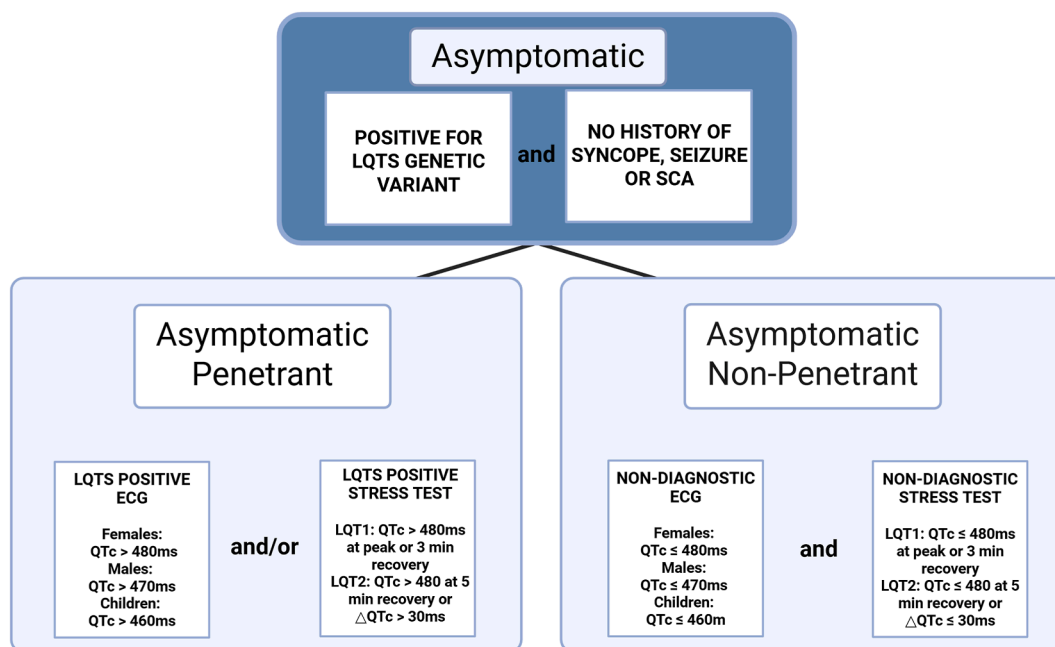 Asymptomatic
POSITIVE FOR
LQTS GENETIC
VARIANT
and
NO HISTORY OF
SYNCOPE, SEIZURE
OR SCA
Asymptomatic
Penetrant
LQTS POSITIVE
ECG
Females:
QTc > 480ms
Males:
QTc > 470ms
Children:
QTc > 460ms
and/or
LQTS POSITIVE
STRESS TEST
LQT1: QTc > 480ms
at peak or 3 min
recovery
LQT2: QTc > 480 at 5
min recovery or
△QTc > 30ms
Asymptomatic
Non-Penetrant
NON-DIAGNOSTIC
ECG
Females:
QTc ≤ 480ms
Males:
QTc ≤ 470ms
Children:
QTc ≤ 460m
and
NON-DIAGNOSTIC
STRESS TEST
LQT1: QTc ≤ 480ms
at peak or 3 min
recovery
LQT2: QTc ≤ 480 at 5
min recovery or
△QTc ≤ 30ms